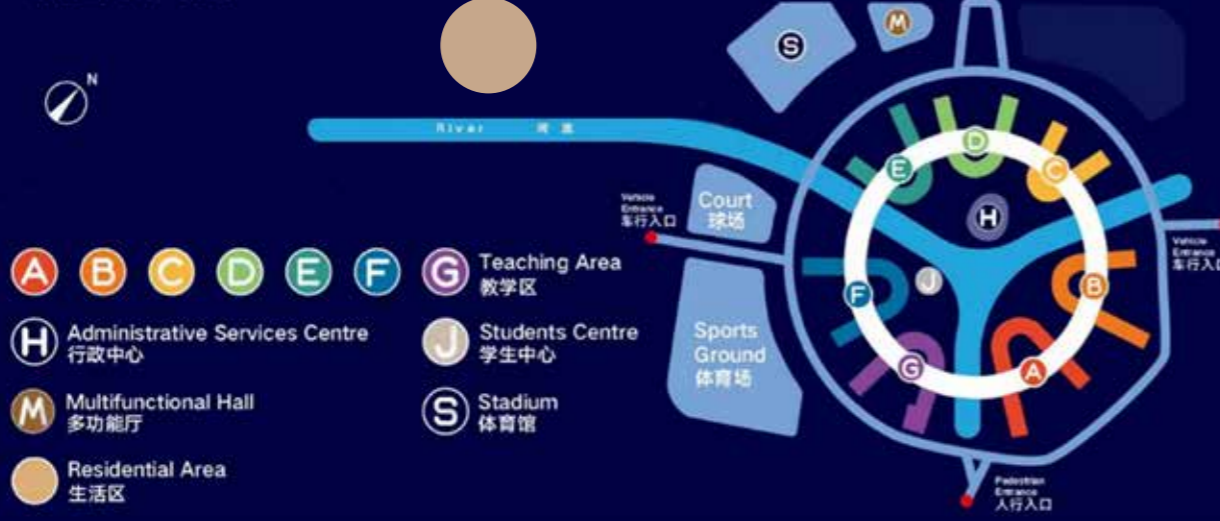 N
S
M
River 河流
D
E
C
Vehicle
Entrance
车行入口
Court
球场
H
Vehicle
Entrance
车行入口
A B C D E F G Teaching Area
教学区
J
B
F
H Administrative Services Centre
行政中心
J Students Centre
学生中心
Sports
Ground
体育场
G
A
M Multifunctional Hall
多功能厅
S Stadium
体育馆
Residential Area
生活区
Pedestrian
Entrance
人行入口